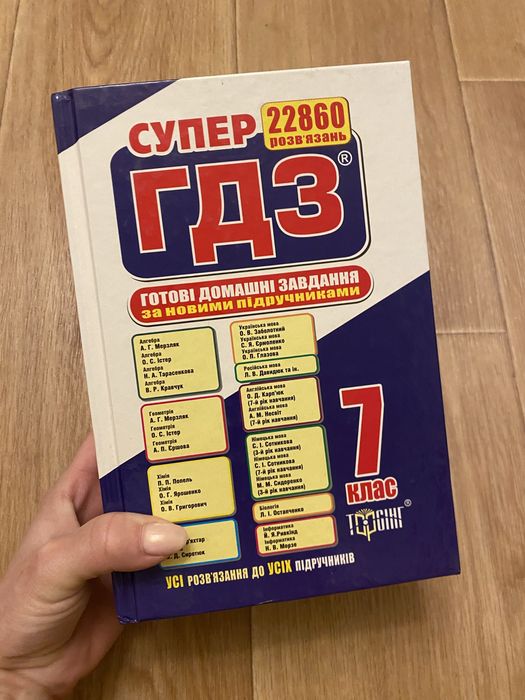 СУПЕР
22860
розв'язань
ГДЗ®
ГОТОВІ ДОМАШНІ ЗАВДАННЯ
за новими підручниками
Алгебра
А. Г. Мерзляк
Алгебра
О. С. Істер
Алгебра
Н. А. Тарасенкова
Алгебра
В. Р. Кравчук
Геометрія
А. Г. Мерзляк
Геометрія
О. С. Істер
Геометрія
А. П. Єршова
Хімія
П. П. Попель
Хімія
О. Г. Ярошенко
Хімія
О. В. Григорович
'яхтар
Д. Сиротюк
Українська мова
О. В. Заболотний
Українська мова
С. Я. Єрмоленко
Українська мова
О. П. Глазова
Російська мова
Л. В. Давидюк та ін.
Англійська мова
О. Д. Карп'юк
(7-й рік навчання)
Англійська мова
А. М. Несвіт
(7-й рік навчання)
Німецька мова
С. І. Сотникова
(3-й рік навчання)
Німецька мова
С. І. Сотникова
(7-й рік навчання)
Німецька мова
М. М. Сидоренко
(3-й рік навчання)
Біологія
Л. І. Остапченко
Інформатика
Й. Я. Ривкінд
Інформатика
Н. В. Морзе
7
КЛАС
ТОРСІНГ®
УСІ РОЗВ'ЯЗАННЯ ДО УСІХ ПІДРУЧНИКІВ